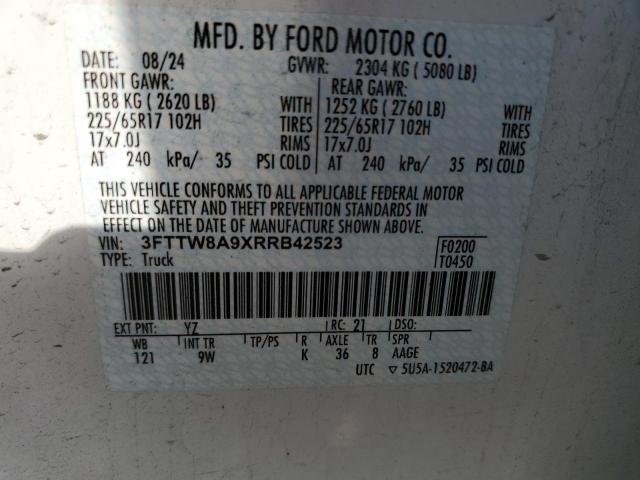 MFD. BY FORD MOTOR CO.
DATE: 08/24 GVWR: 2304 KG ( 5080 LB)
FRONT GAWR: REAR GAWR:
1188 KG ( 2620 LB) WITH 1252 KG ( 2760 LB) WITH
225/65R17 102H TIRES 225/65R17 102H TIRES
17x7.0J RIMS 17x7.0J RIMS
AT 240 kPa/ 35 PSI COLD AT 240 kPa/ 35 PSI COLD
THIS VEHICLE CONFORMS TO ALL APPLICABLE FEDERAL MOTOR
VEHICLE SAFETY AND THEFT PREVENTION STANDARDS IN
EFFECT ON THE DATE OF MANUFACTURE SHOWN ABOVE.
VIN: 3FTTW8A9XRRB42523 F0200
TYPE: Truck T0450
EXT PNT: YZ RC: 21 DSO:
WB INT TR TP/PS R AXLE TR SPR
121 9W K 36 8 AAGE
UTC ▽ 5U5A-1520472-BA